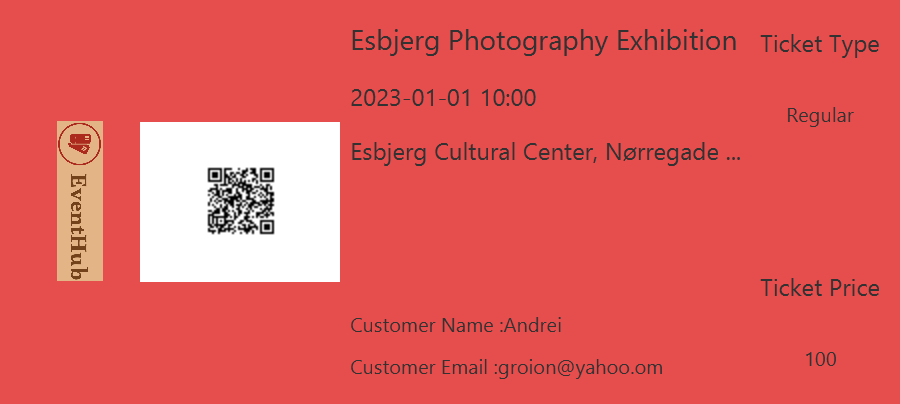 Esbjerg Photography Exhibition
Ticket Type
2023-01-01 10:00
Regular
Esbjerg Cultural Center, Nørregade ...
EventHub
Ticket Price
Customer Name :Andrei
100
Customer Email :groion@yahoo.om